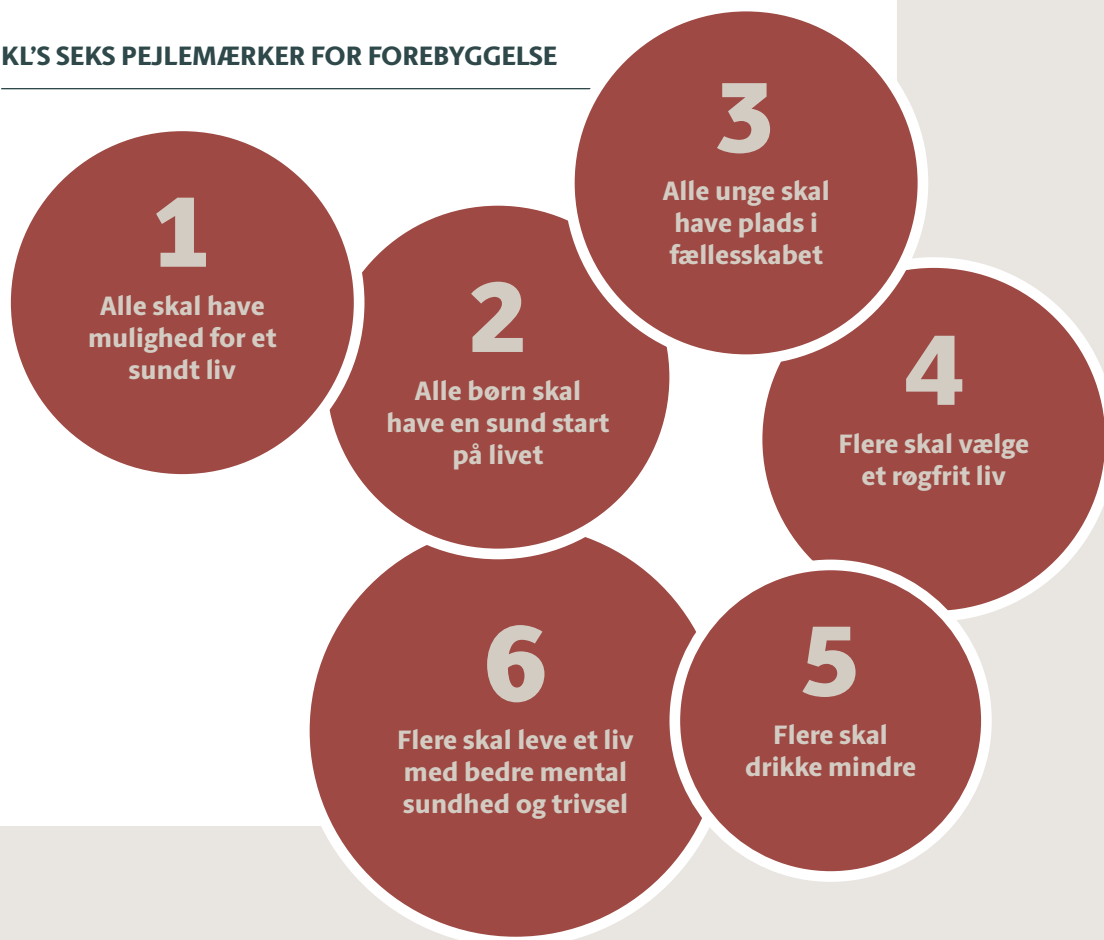 KL'S SEKS PEJLEMÆRKER FOR FOREBYGGELSE
1
Alle skal have
mulighed for et
sundt liv
2
Alle børn skal
have en sund start
på livet
3
Alle unge skal
have plads i
fællesskabet
4
Flere skal vælge
et røgfrit liv
5
Flere skal
drikke mindre
6
Flere skal leve et liv
med bedre mental
sundhed og trivsel